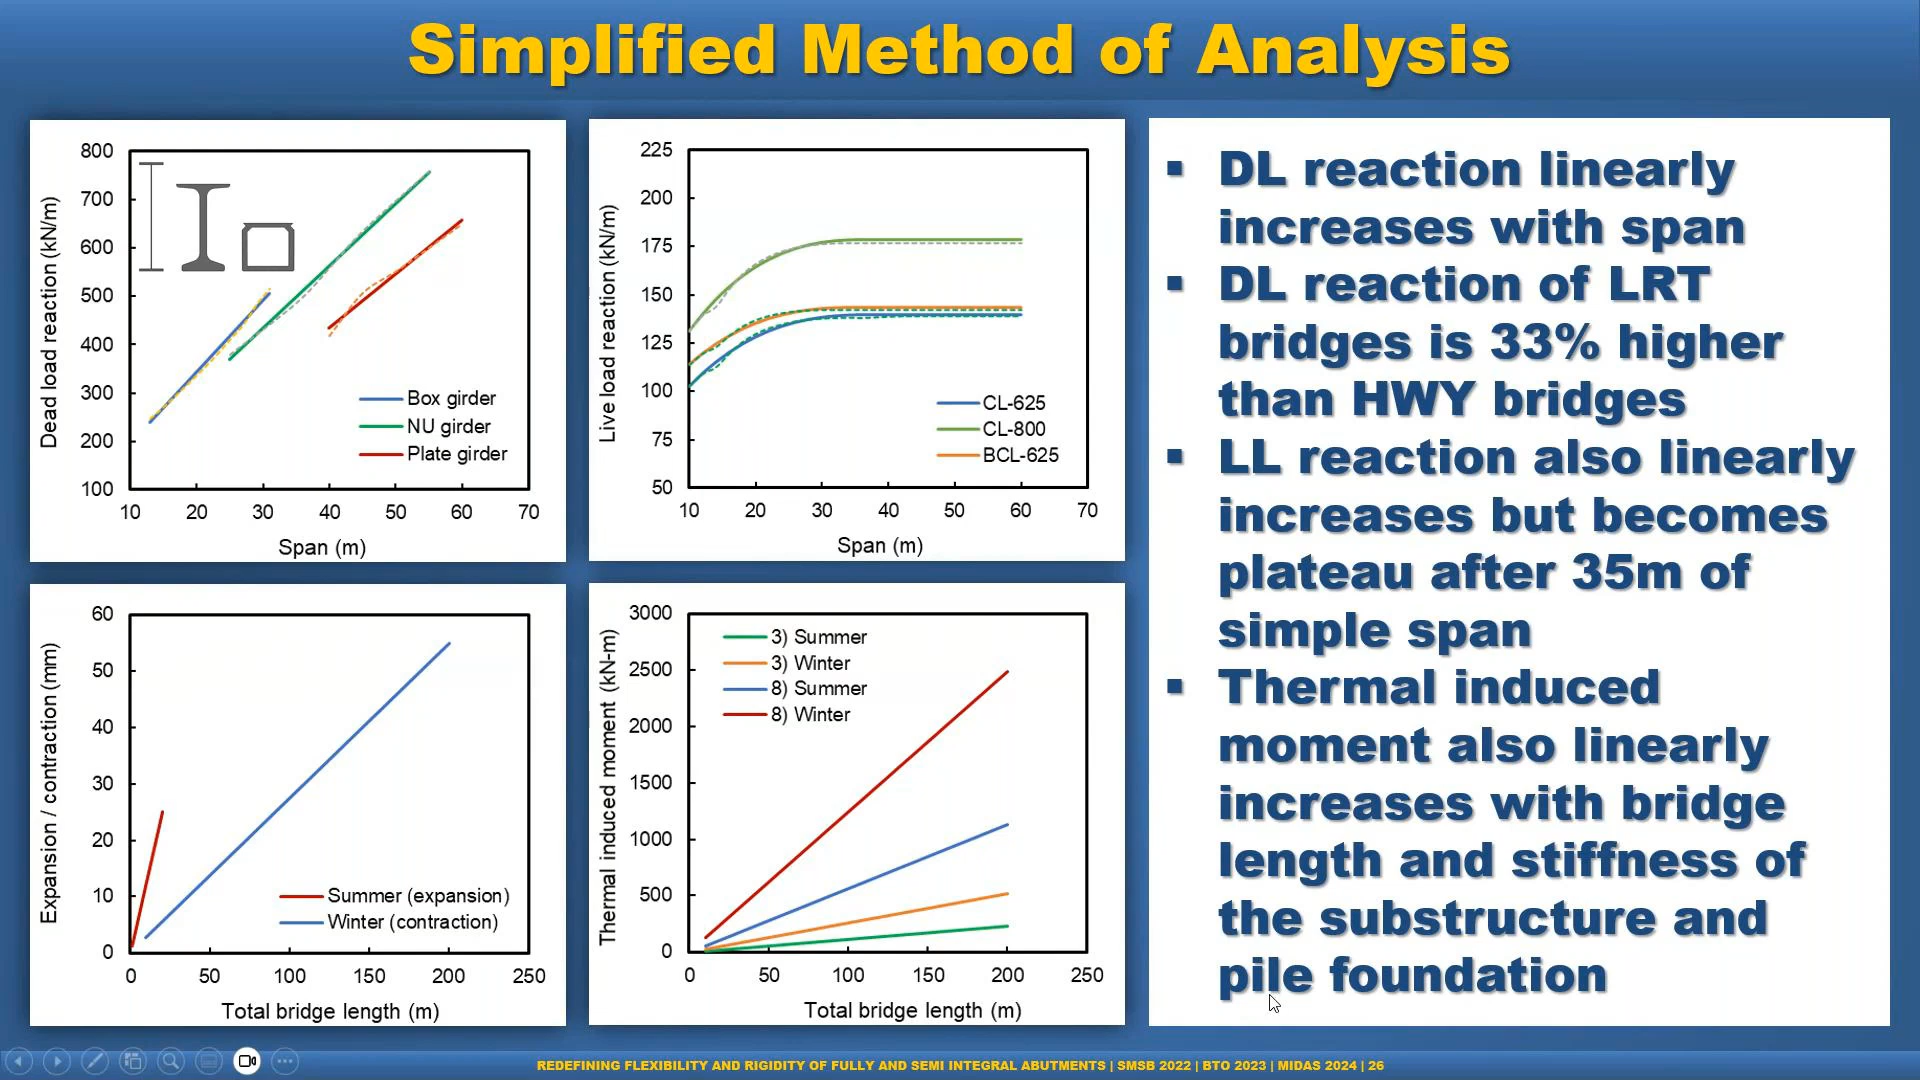 Simplified Method of Analysis
800
700
600
500
400
300
200
100
10 20 30 40 50 60 70
Dead load reaction (kN/m)
Span (m)
Box girder
NU girder
Plate girder
225
200
175
150
125
100
75
50
10 20 30 40 50 60 70
Live load reaction (kN/m)
Span (m)
CL-625
CL-800
BCL-625
60
50
40
30
20
10
0
0 50 100 150 200 250
Expansion / contraction (mm)
Total bridge length (m)
Summer (expansion)
Winter (contraction)
3000
2500
2000
1500
1000
500
0
0 50 100 150 200 250
Thermal induced moment (kN-m)
Total bridge length (m)
3) Summer
3) Winter
8) Summer
8) Winter
▪ DL reaction linearly
increases with span
▪ DL reaction of LRT
bridges is 33% higher
than HWY bridges
▪ LL reaction also linearly
increases but becomes
plateau after 35m of
simple span
▪ Thermal induced
moment also linearly
increases with bridge
length and stiffness of
the substructure and
pile foundation
REDEFINING FLEXIBILITY AND RIGIDITY OF FULLY AND SEMI INTEGRAL ABUTMENTS | SMSB 2022 | BTO 2023 | MIDAS 2024 | 26